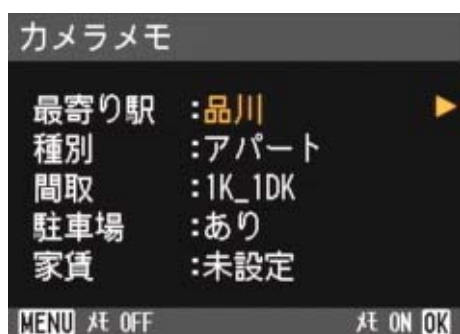 カメラメモ
最寄り駅 :品川
種別 :アパート
間取 :1K_1DK
駐車場 :あり
家賃 :未設定
MENU メモ OFF メモ ON OK